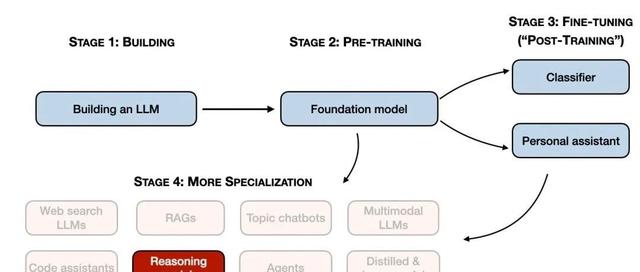 STAGE 1: BUILDING
STAGE 2: PRE-TRAINING
STAGE 3: FINE-TUNING
("POST-TRAINING")
Building an LLM
Foundation model
Classifier
Personal assistant
STAGE 4: MORE SPECIALIZATION
Web search
LLMs
RAGs
Topic chatbots
Multimodal
LLMs
Code assistants
Reasoning
Agents
Distilled &